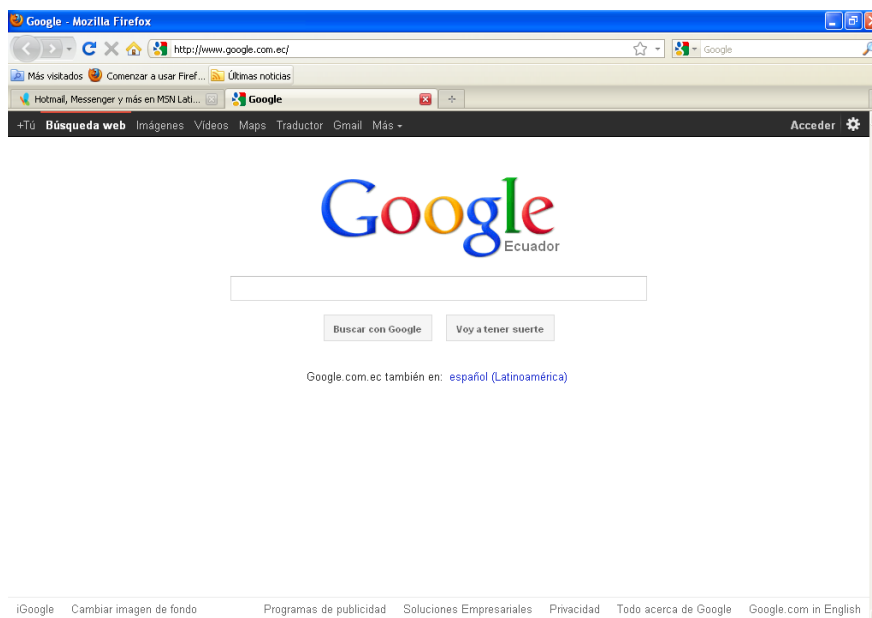 Google - Mozilla Firefox
http://www.google.com.ec/
Google
Más visitados Comenzar a usar Firef... Últimas noticias
Hotmail, Messenger y más en MSN Lati... Google
+Tú Búsqueda web Imágenes Vídeos Maps Traductor Gmail Más Acceder
Google
Ecuador
Buscar con Google Voy a tener suerte
Google.com.ec también en: español (Latinoamérica)
iGoogle Cambiar imagen de fondo Programas de publicidad Soluciones Empresariales Privacidad Todo acerca de Google Google.com in English